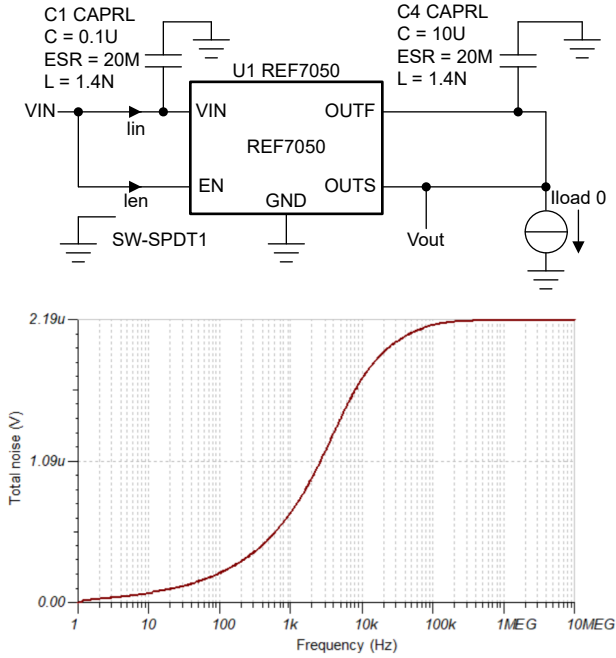 C1 CAPRL
C = 0.1U
ESR = 20M
L = 1.4N
C4 CAPRL
C = 10U
ESR = 20M
L = 1.4N
U1 REF7050
VIN
Iin
VIN
OUTF
REF7050
Ien
EN
OUTS
GND
SW-SPDT1
Vout
Iload 0
Total noise (V)
2.19u
1.09u
0.00
1
10
100
1k
10k
100k
1MEG
10MEG
Frequency (Hz)